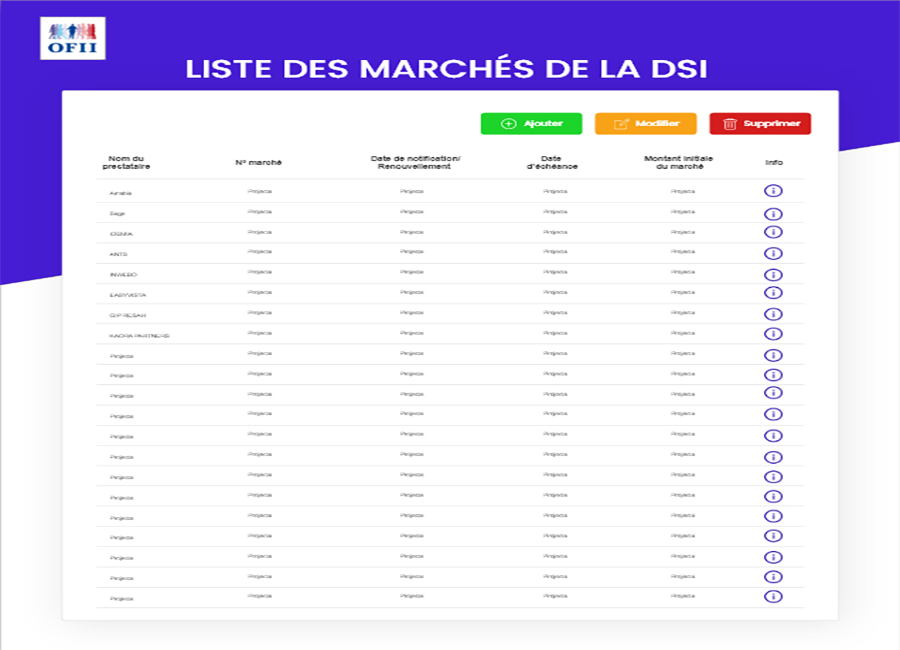 OFII
LISTE DES MARCHÉS DE LA DSI
Ajouter Modifier Supprimer
Nom du prestataire N° marché Date de notification/ Renouvellement Date d'échéance Montant initiale du marché Info
Projects Projects Projects Projects
Sage Projects Projects Projects Projects
IDEMIA Projects Projects Projects Projects
ANTS Projects Projects Projects Projects
INWEBO Projects Projects Projects Projects
EASYVISTA Projects Projects Projects Projects
GIP RESAH Projects Projects Projects Projects
KAORA PARTNERS Projects Projects Projects Projects
Projects Projects Projects Projects Projects
Projects Projects Projects Projects Projects
Projects Projects Projects Projects Projects
Projects Projects Projects Projects Projects
Projects Projects Projects Projects Projects
Projects Projects Projects Projects Projects
Projects Projects Projects Projects Projects
Projects Projects Projects Projects Projects
Projects Projects Projects Projects Projects
Projects Projects Projects Projects Projects
Projects Projects Projects Projects Projects
Projects Projects Projects Projects Projects
Projects Projects Projects Projects Projects